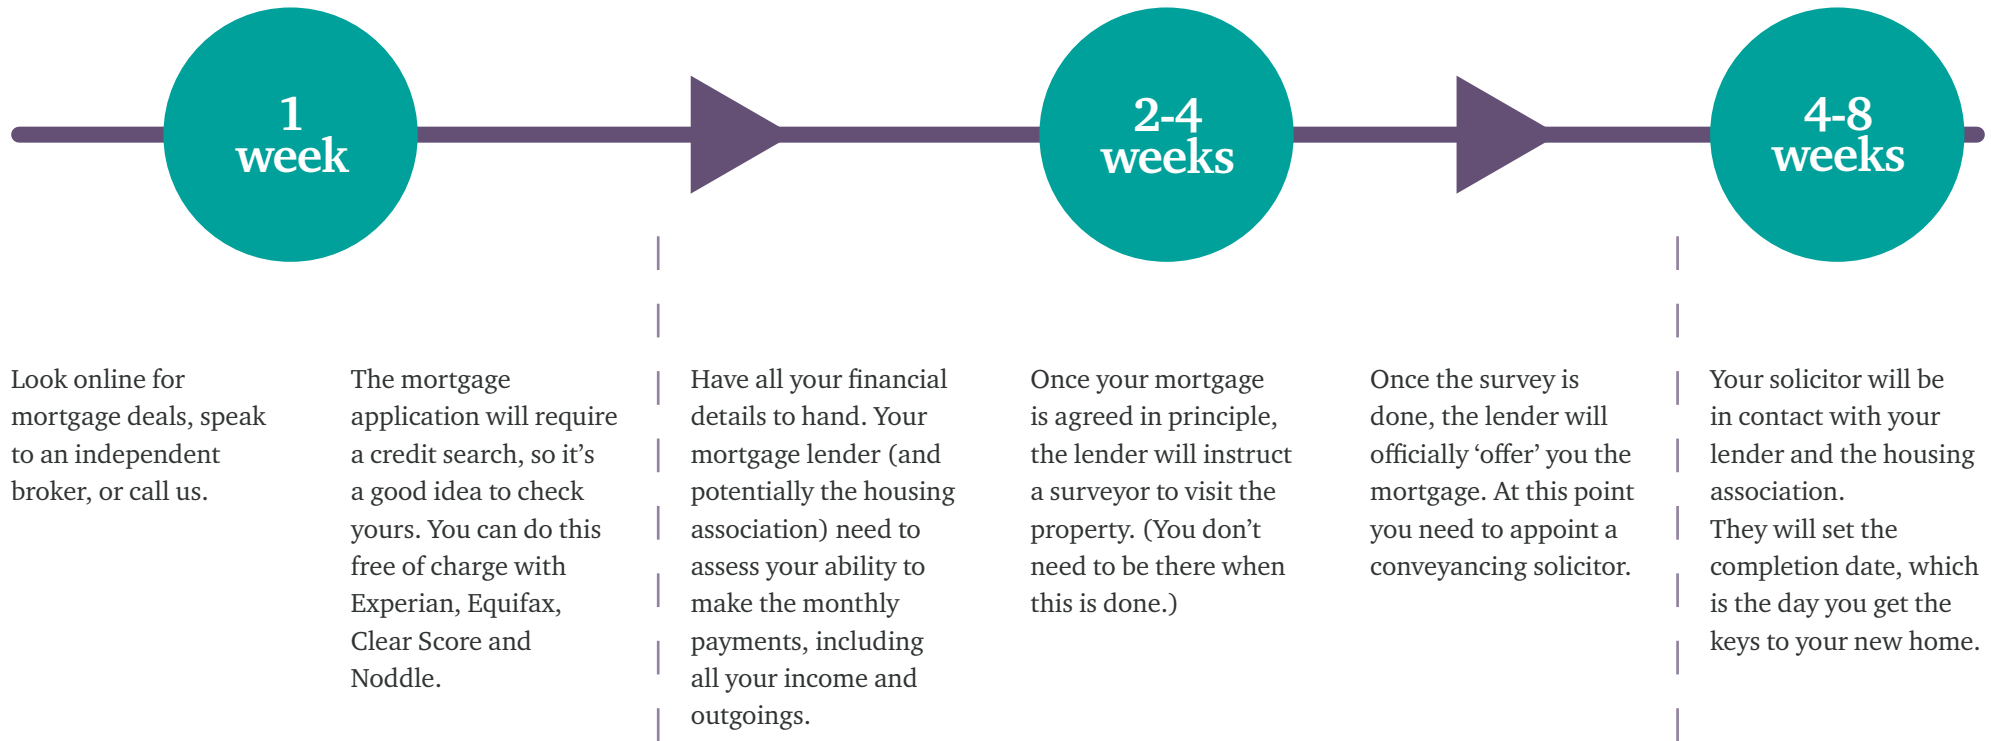 1
week
2-4
weeks
4-8
weeks
Look online for
mortgage deals, speak
to an independent
broker, or call us.
The mortgage
application will require
a credit search, so it’s
a good idea to check
yours. You can do this
free of charge with
Experian, Equifax,
Clear Score and
Noddle.
Have all your financial
details to hand. Your
mortgage lender (and
potentially the housing
association) need to
assess your ability to
make the monthly
payments, including
all your income and
outgoings.
Once your mortgage
is agreed in principle,
the lender will instruct
a surveyor to visit the
property. (You don’t
need to be there when
this is done.)
Once the survey is
done, the lender will
officially ‘offer’ you the
mortgage. At this point
you need to appoint a
conveyancing solicitor.
Your solicitor will be
in contact with your
lender and the housing
association.
They will set the
completion date, which
is the day you get the
keys to your new home.